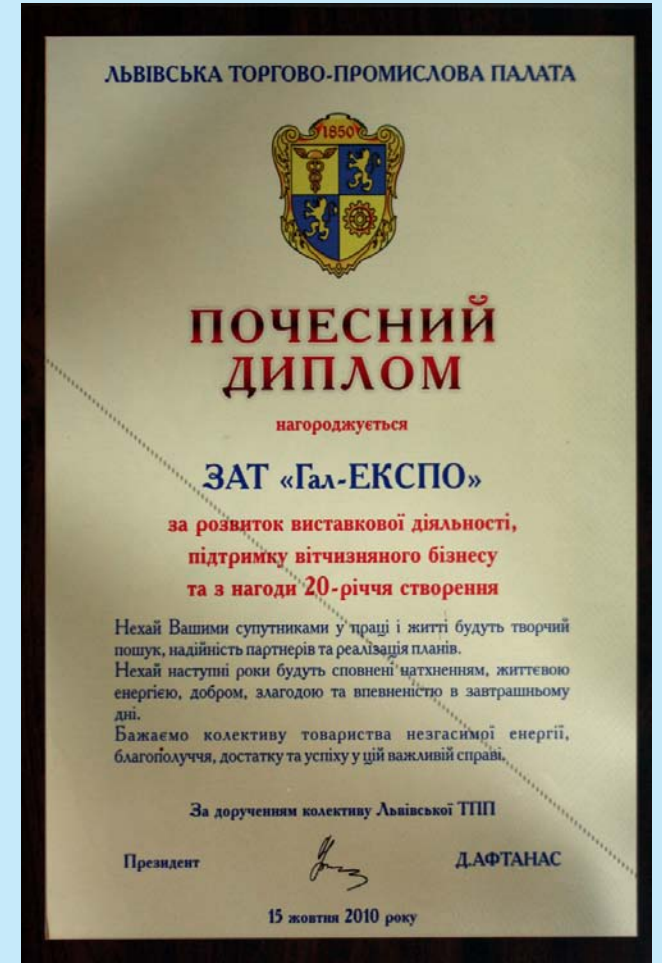 ЛЬВІВСЬКА ТОРГОВО-ПРОМИСЛОВА ПАЛАТА
1850
ПОЧЕСНИЙ
ДИПЛОМ
нагороджується
ЗАТ «Гал-ЕКСПО»
за розвиток виставкової діяльності,
підтримку вітчизняного бізнесу
та з нагоди 20-річчя створення
Нехай Вашими супутниками у праці і житті будуть творчий
пошук, надійність партнерів та реалізація планів.
Нехай наступні роки будуть сповнені натхненням, життєвою
енергією, добром, злагодою та впевненістю в завтрашньому
дні.
Бажаємо колективу товариства незгасимої енергії,
благополуччя, достатку та успіху у цій важливій справі.
За дорученням колективу Львівської ТПП
Президент Д.АФТАНАС
15 жовтня 2010 року